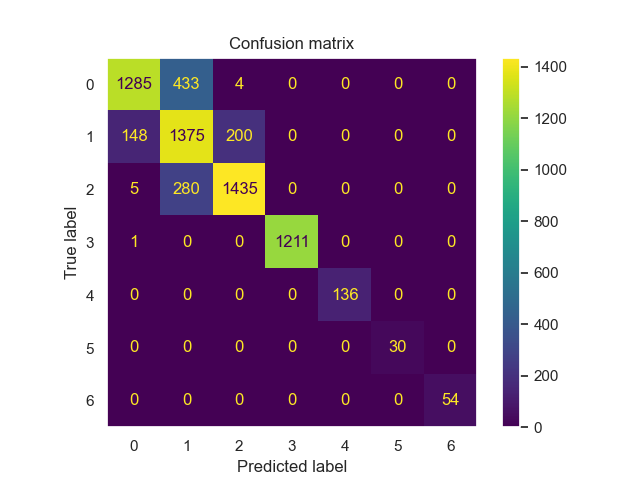 Confusion matrix
0 1285 433 4 0 0 0 0 1400
1 148 1375 200 0 0 0 0 1200
2 5 280 1435 0 0 0 0 1000
True label 3 1 0 0 1211 0 0 0 800
4 0 0 0 0 136 0 0 600
5 0 0 0 0 0 30 0 400
6 0 0 0 0 0 0 54 200
0
0 1 2 3 4 5 6
Predicted label